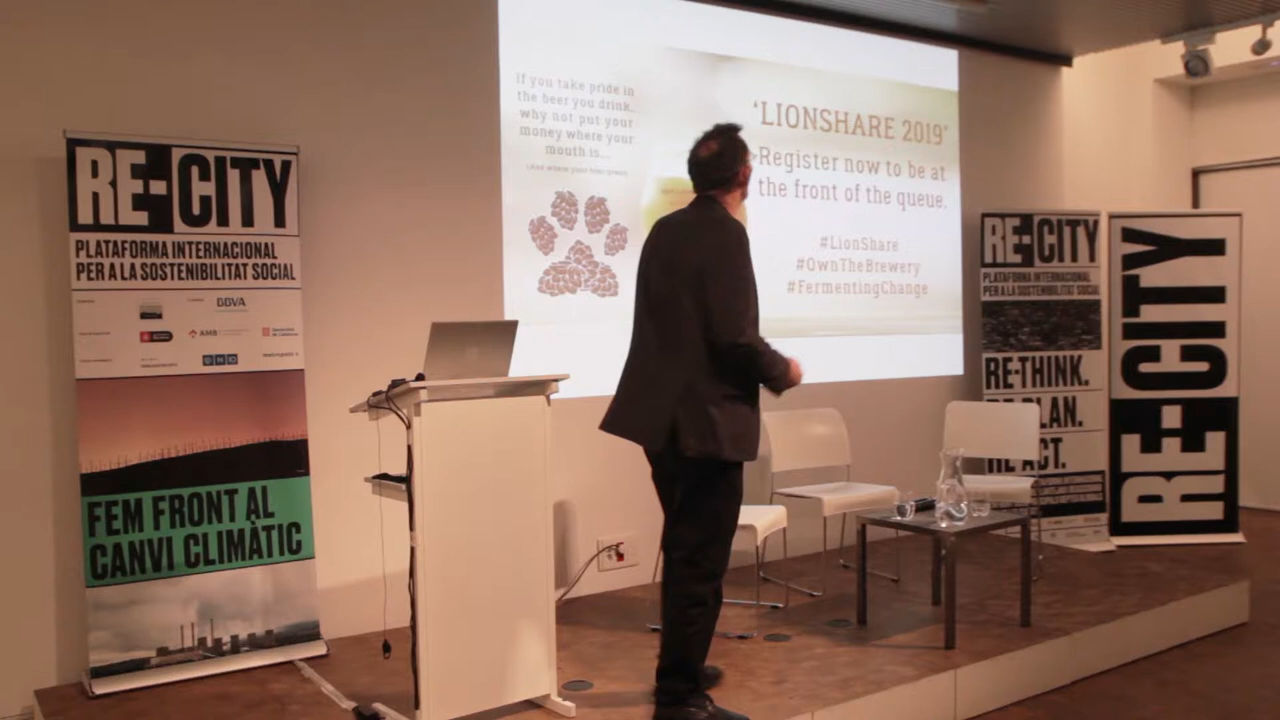 RE-CITY
PLATAFORMA INTERNACIONAL
PER A LA SOSTENIBILITAT SOCIAL
BBVA
AMB
FEM FRONT AL
CANVI CLIMÀTIC
If you take pride in
the beer you drink,
why not put your
money where your
mouth is...
'LIONSHARE 2019'
Register now to be at
the front of the queue.
#LionShare
#OwnTheBrewery
#FermentingChange
RE-CITY
PLATAFORMA INTERNACIONAL
PER A LA SOSTENIBILITAT SOCIAL
RE-THINK.
LAN.
RE-ACT.
RE-CITY